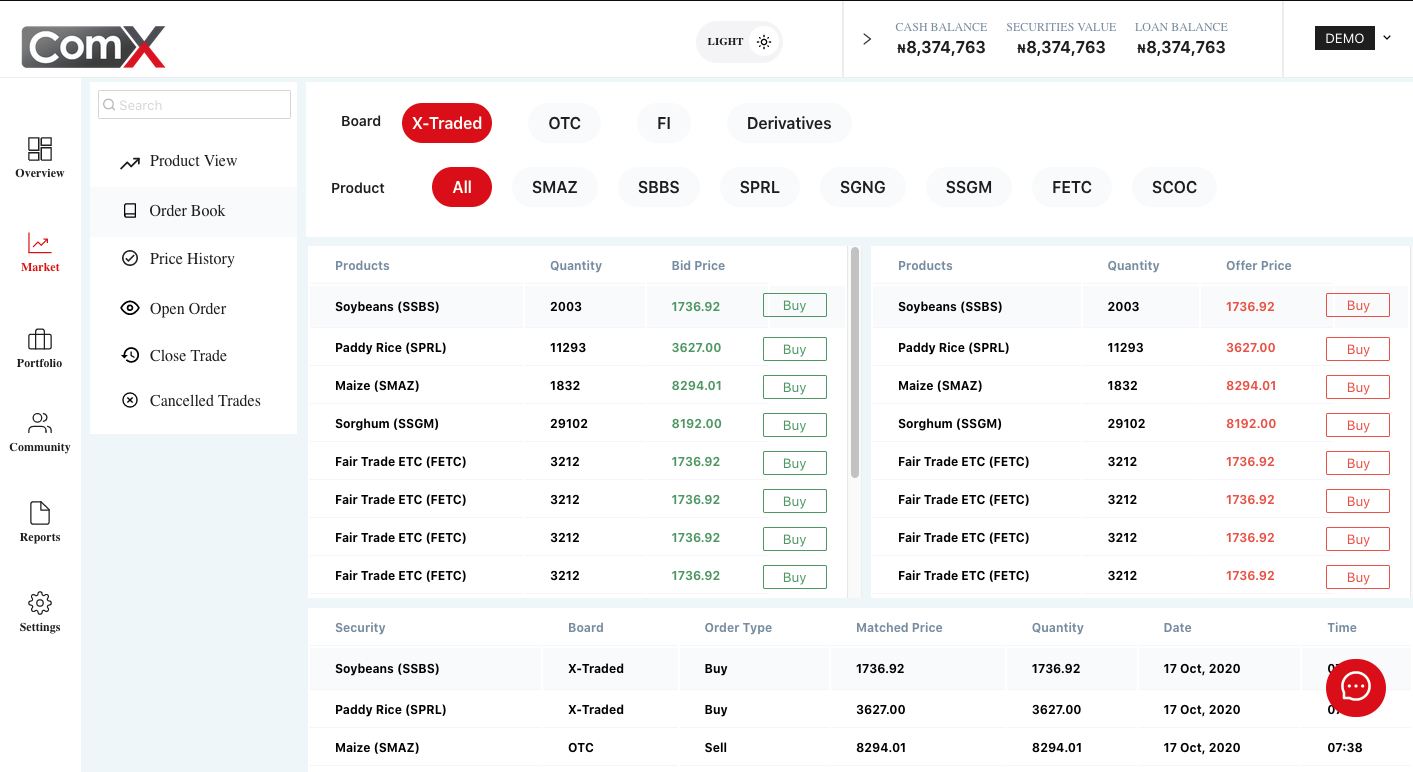 ComX
LIGHT
CASH BALANCE SECURITIES VALUE LOAN BALANCE
₦8,374,763 ₦8,374,763 ₦8,374,763
DEMO
Search
Overview
Market
Portfolio
Community
Reports
Settings
Product View
Order Book
Price History
Open Order
Close Trade
Cancelled Trades
Board X-Traded OTC FI Derivatives
Product All SMAZ SBBS SPRL SGNG SSGM FETC SCOC
Products Quantity Bid Price
Soybeans (SSBS) 2003 1736.92 Buy
Paddy Rice (SPRL) 11293 3627.00 Buy
Maize (SMAZ) 1832 8294.01 Buy
Sorghum (SSGM) 29102 8192.00 Buy
Fair Trade ETC (FETC) 3212 1736.92 Buy
Fair Trade ETC (FETC) 3212 1736.92 Buy
Fair Trade ETC (FETC) 3212 1736.92 Buy
Fair Trade ETC (FETC) 3212 1736.92 Buy
Products Quantity Offer Price
Soybeans (SSBS) 2003 1736.92 Buy
Paddy Rice (SPRL) 11293 3627.00 Buy
Maize (SMAZ) 1832 8294.01 Buy
Sorghum (SSGM) 29102 8192.00 Buy
Fair Trade ETC (FETC) 3212 1736.92 Buy
Fair Trade ETC (FETC) 3212 1736.92 Buy
Fair Trade ETC (FETC) 3212 1736.92 Buy
Fair Trade ETC (FETC) 3212 1736.92 Buy
Security Board Order Type Matched Price Quantity Date Time
Soybeans (SSBS) X-Traded Buy 1736.92 1736.92 17 Oct, 2020
Paddy Rice (SPRL) X-Traded Buy 3627.00 3627.00 17 Oct, 2020
Maize (SMAZ) OTC Sell 8294.01 8294.01 17 Oct, 2020 07:38